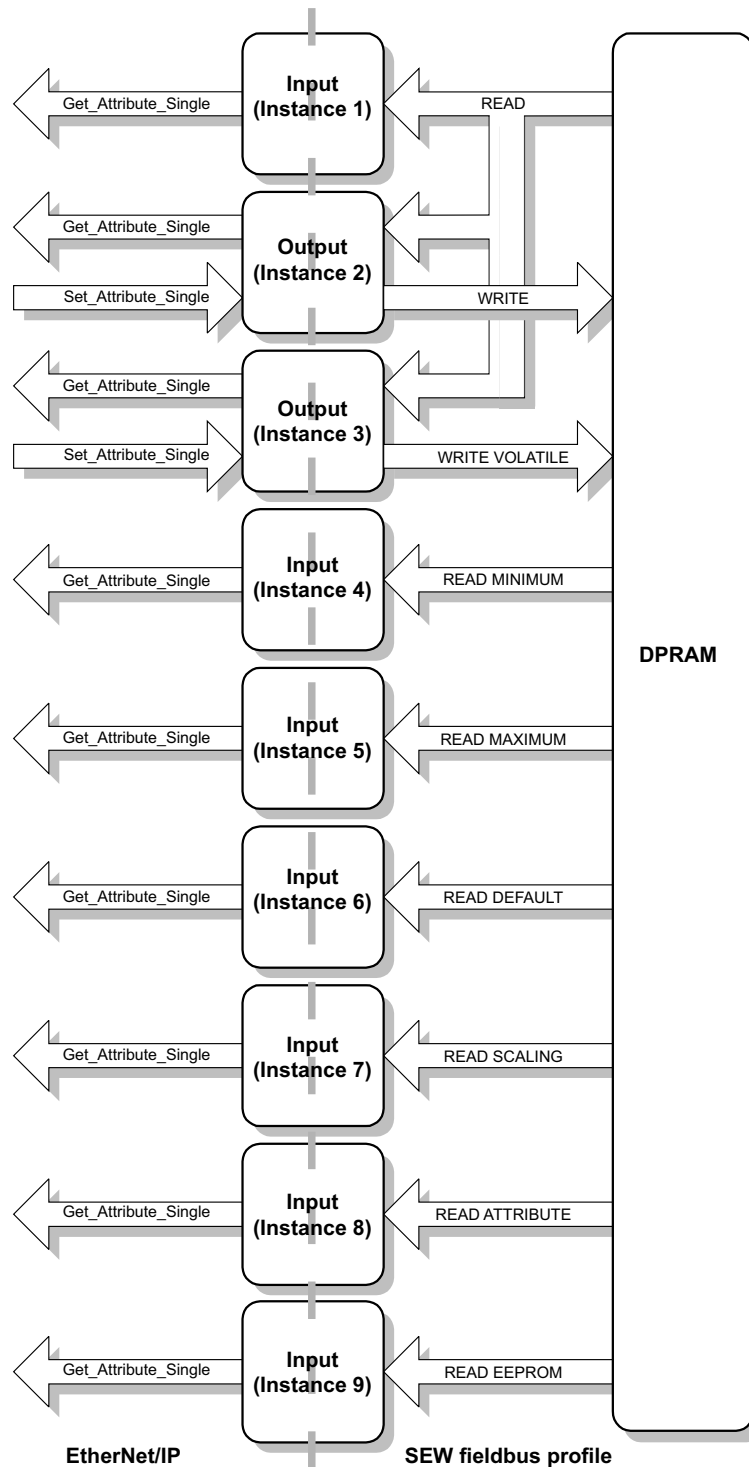 Input
(Instance 1)
Get_Attribute_Single
READ
Get_Attribute_Single
Output
(Instance 2)
Set_Attribute_Single
WRITE
Get_Attribute_Single
Output
(Instance 3)
Set_Attribute_Single
WRITE VOLATILE
Input
(Instance 4)
Get_Attribute_Single
READ MINIMUM
DPRAM
Input
(Instance 5)
Get_Attribute_Single
READ MAXIMUM
Input
(Instance 6)
Get_Attribute_Single
READ DEFAULT
Input
(Instance 7)
Get_Attribute_Single
READ SCALING
Input
(Instance 8)
Get_Attribute_Single
READ ATTRIBUTE
Input
(Instance 9)
Get_Attribute_Single
READ EEPROM
EtherNet/IP
SEW fieldbus profile